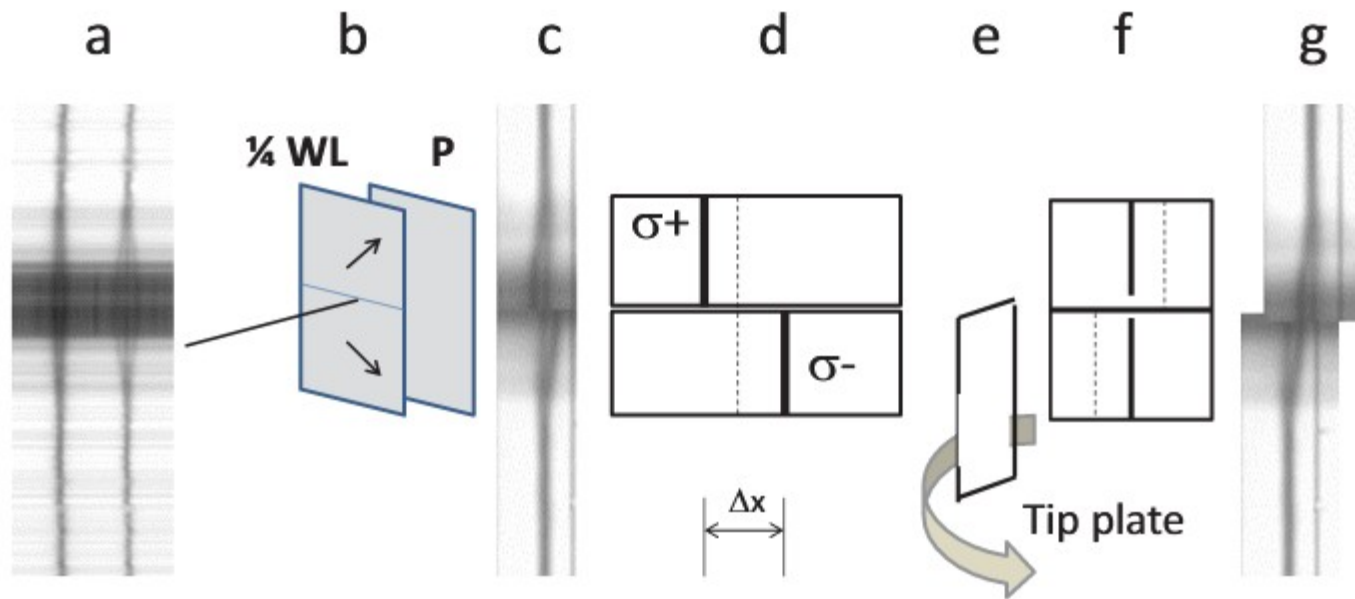 a b c d e f g
¼ WL P
σ+
σ-
Δx
Tip plate